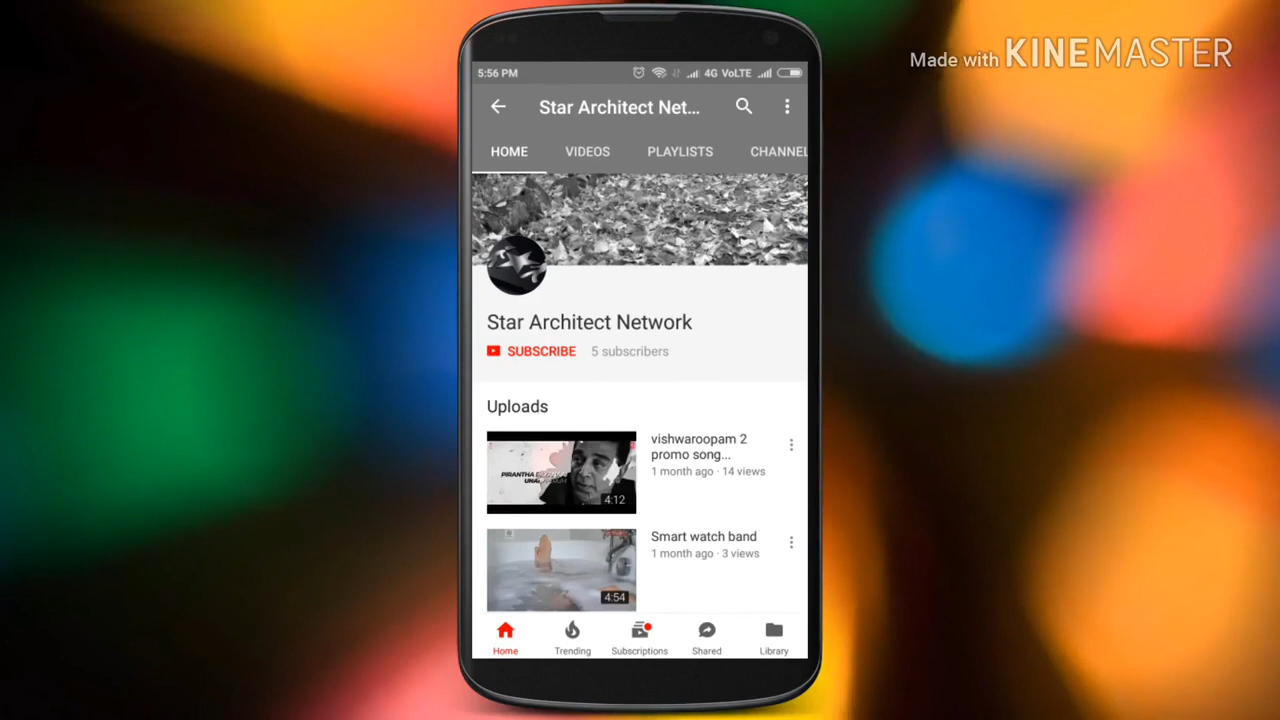 Made with KINEMASTER
5:56 PM 4G VoLTE
Star Architect Net...
HOME VIDEOS PLAYLISTS CHANNEL
Star Architect Network
SUBSCRIBE 5 subscribers
Uploads
vishwaroopam 2
promo song...
1 month ago · 14 views
PIRANTHA
4:12
Smart watch band
1 month ago · 3 views
4:54
Home Trending Subscriptions Shared Library